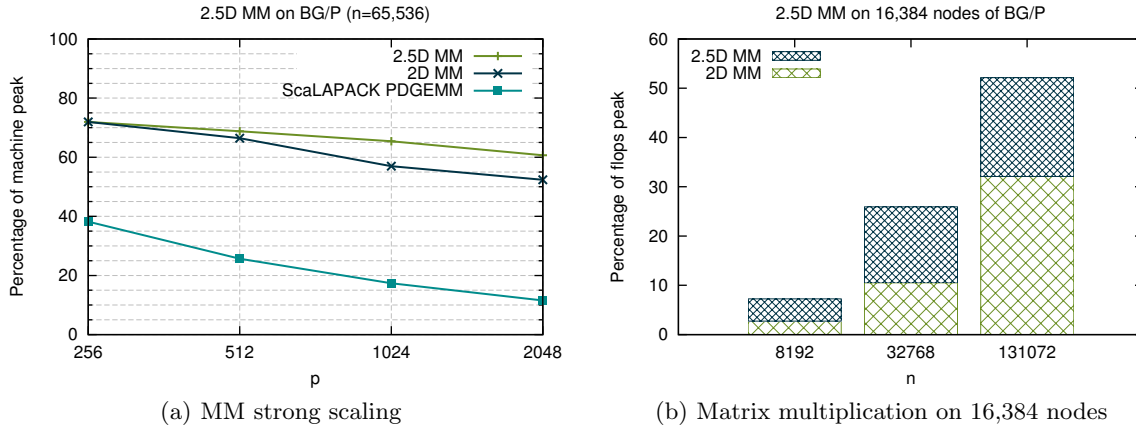 2.5D MM on BG/P (n=65,536)
100
80
60
40
20
0
256
512
1024
2048
Percentage of machine peak
p
2.5D MM
2D MM
ScaLAPACK PDGEMM
(a) MM strong scaling
2.5D MM on 16,384 nodes of BG/P
60
50
40
30
20
10
0
8192
32768
131072
Percentage of flops peak
n
2.5D MM
2D MM
(b) Matrix multiplication on 16,384 nodes